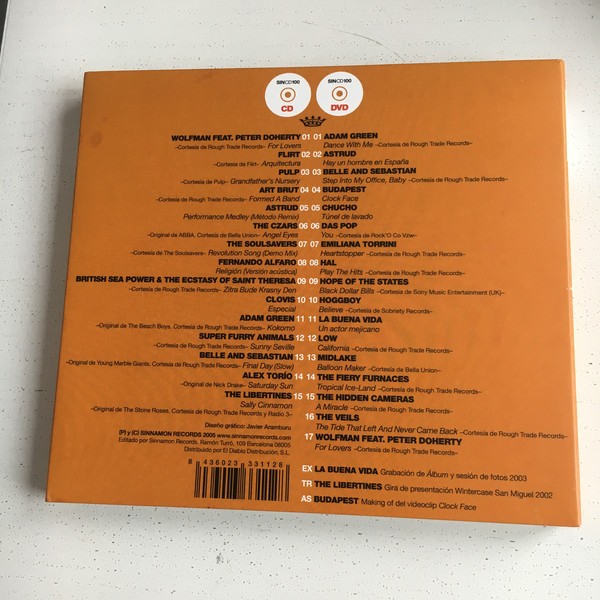 SINCD100
CD
SINCD100
DVD
WOLFMAN FEAT. PETER DOHERTY 01
–Cortesía de Rough Trade Records– For Lovers
FLIRT 02
–Cortesía de Flirt– Arquitectura
PULP 03
–Cortesía de Pulp– Grandfather's Nursery
ART BRUT 04
–Cortesía de Rough Trade Records– Formed A Band
ASTRUD 05
Performance Medley (Método Remix)
THE CZARS 06
–Original de ABBA. Cortesía de Bella Union– Angel Eyes
THE SOULSAVERS 07
–Cortesía de The Soulsavers– Revolution Song (Demo Mix)
FERNANDO ALFARO 08
Religión (Versión acústica)
BRITISH SEA POWER & THE ECSTASY OF SAINT THERESA 09
–Cortesía de Rough Trade Records– Zitra Bude Krasny Den
CLOVIS 10
Especial
ADAM GREEN 11
–Original de The Beach Boys. Cortesía de Rough Trade Records– Kokomo
SUPER FURRY ANIMALS 12
–Cortesía de Rough Trade Records– Sunny Seville
BELLE AND SEBASTIAN 13
–Original de Young Marble Giants. Cortesía de Rough Trade Records– Final Day (Slow)
ALEX TORÍO 14
–Original de Nick Drake– Saturday Sun
THE LIBERTINES 15
Sally Cinnamon
–Original de The Stone Roses. Cortesía de Rough Trade Records y Radio 3–
Diseño gráfico: Javier Aramburu
(P) y (C) SINNAMON RECORDS 2005 www.sinnamonrecords.com
Editado por Sinnamon Records. Ramón Turró, 109 Barcelona 08005
Distribuido por El Diablo Distribución, S.L.
8 436023 331126
01 ADAM GREEN
Dance With Me –Cortesía de Rough Trade Records–
02 ASTRUD
Hay un hombre en España
03 BELLE AND SEBASTIAN
Step Into My Office, Baby –Cortesía de Rough Trade Records–
04 BUDAPEST
Clock Face
05 CHUCHO
Túnel de lavado
06 DAS POP
You –Cortesía de Rock'O Co Vzw–
07 EMILIANA TORRINI
Heartstopper –Cortesía de Rough Trade Records–
08 HAL
Play The Hits –Cortesía de Rough Trade Records–
09 HOPE OF THE STATES
Black Dollar Bills –Cortesía de Sony Music Entertainment (UK)–
10 HOGGBOY
Believe –Cortesía de Sobriety Records–
11 LA BUENA VIDA
Un actor mejicano
12 LOW
California –Cortesía de Rough Trade Records–
13 MIDLAKE
Balloon Maker –Cortesía de Bella Union–
14 THE FIERY FURNACES
Tropical Ice-Land –Cortesía de Rough Trade Records–
15 THE HIDDEN CAMERAS
A Miracle –Cortesía de Rough Trade Records–
16 THE VEILS
The Tide That Left And Never Came Back –Cortesía de Rough Trade Records–
17 WOLFMAN FEAT. PETER DOHERTY
For Lovers –Cortesía de Rough Trade Records–
EX LA BUENA VIDA Grabación de Álbum y sesión de fotos 2003
TR THE LIBERTINES Gira de presentación Wintercase San Miguel 2002
AS BUDAPEST Making of del videoclip Clock Face